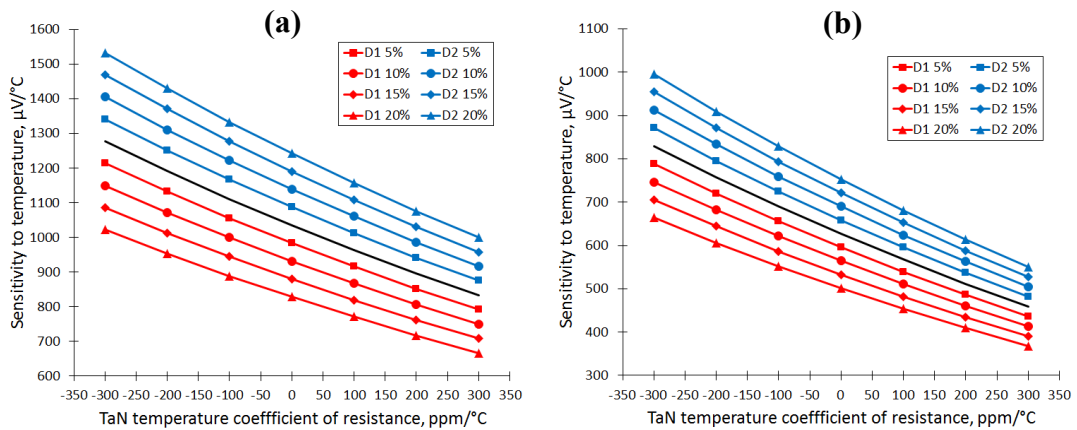 (a)
Sensitivity to temperature, µV/°C
1600
1500
1400
1300
1200
1100
1000
900
800
700
600
D1 5% D2 5%
D1 10% D2 10%
D1 15% D2 15%
D1 20% D2 20%
-350 -300 -250 -200 -150 -100 -50 0 50 100 150 200 250 300 350
TaN temperature coeffficient of resistance, ppm/°C
(b)
Sensitivity to temperature, µV/°C
1100
1000
900
800
700
600
500
400
300
D1 5% D2 5%
D1 10% D2 10%
D1 15% D2 15%
D1 20% D2 20%
-350 -300 -250 -200 -150 -100 -50 0 50 100 150 200 250 300 350
TaN temperature coeffficient of resistance, ppm/°C